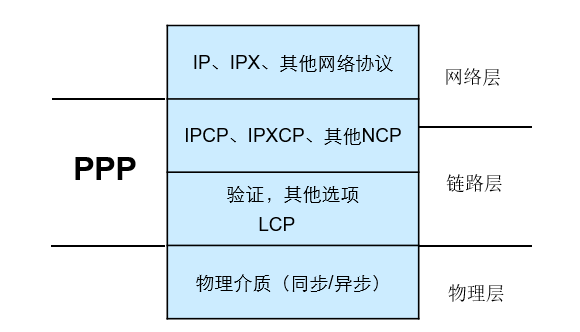 IP、IPX、其他网络协议
网络层
IPCP、IPXCP、其他NCP
PPP
链路层
验证，其他选项
LCP
物理介质（同步/异步）
物理层